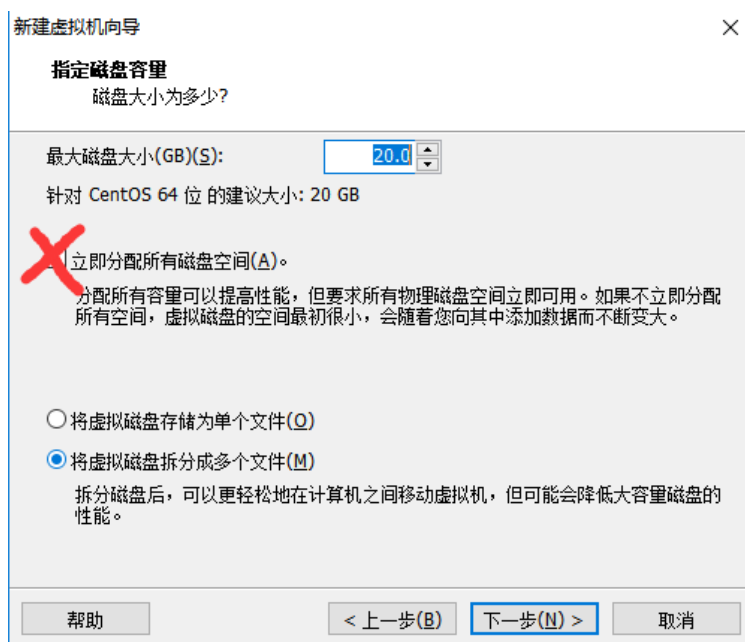 新建虚拟机向导
指定磁盘容量
磁盘大小为多少?
最大磁盘大小(GB)(S):
20.0
针对 CentOS 64 位 的建议大小: 20 GB
立即分配所有磁盘空间(A)。
分配所有容量可以提高性能，但要求所有物理磁盘空间立即可用。如果不立即分配
所有空间，虚拟磁盘的空间最初很小，会随着您向其中添加数据而不断变大。
将虚拟磁盘存储为单个文件(O)
将虚拟磁盘拆分成多个文件(M)
拆分磁盘后，可以更轻松地在计算机之间移动虚拟机，但可能会降低大容量磁盘的
性能。
帮助
< 上一步(B)
下一步(N) >
取消